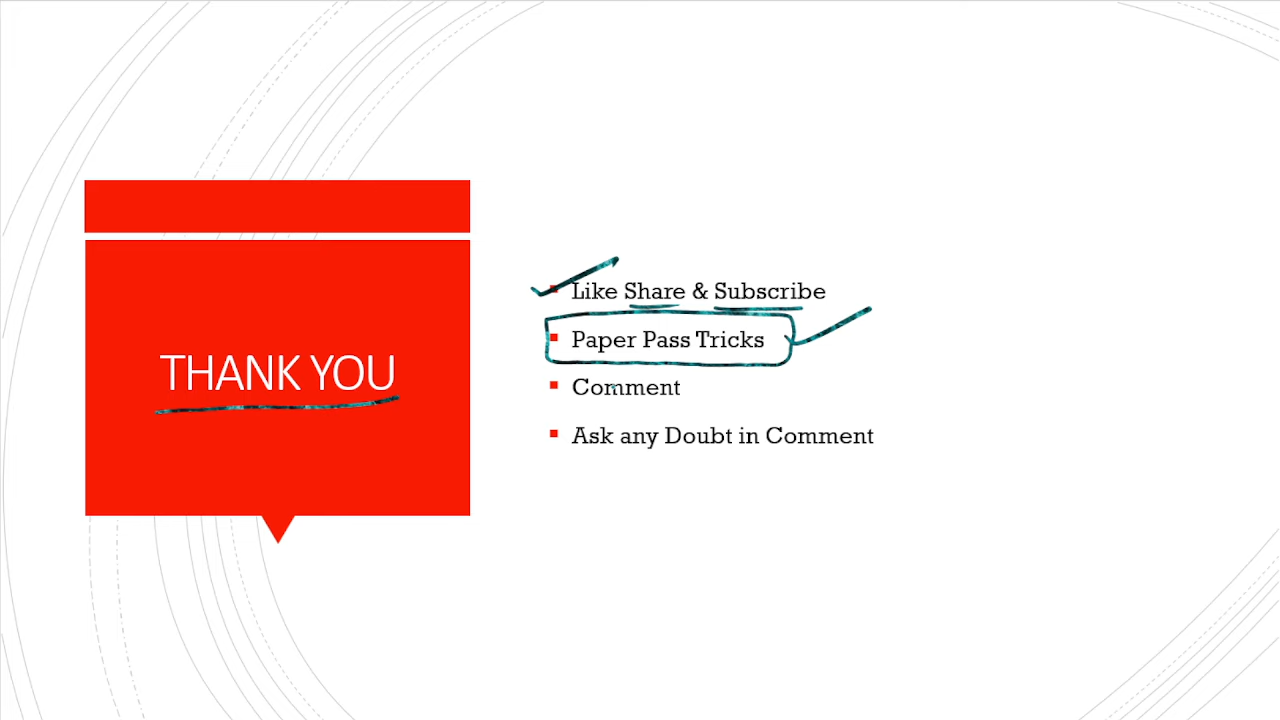 THANK YOU
Like Share & Subscribe
Paper Pass Tricks
Comment
Ask any Doubt in Comment